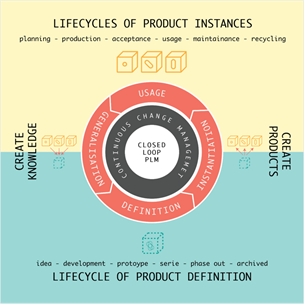 LIFECYCLES OF PRODUCT INSTANCES
planning - production - acceptance - usage - maintainance - recycling
USAGE
GENERALISATION
CONTINUOUS CHANGE MANAGEMET
INSTANTIATION
CLOSED
LOOP
PLM
DEFINITION
CREATE
KNOWLEDGE
CREATE
PRODUCTS
idea - development - protoype - serie - phase out - archived
LIFECYCLE OF PRODUCT DEFINITION